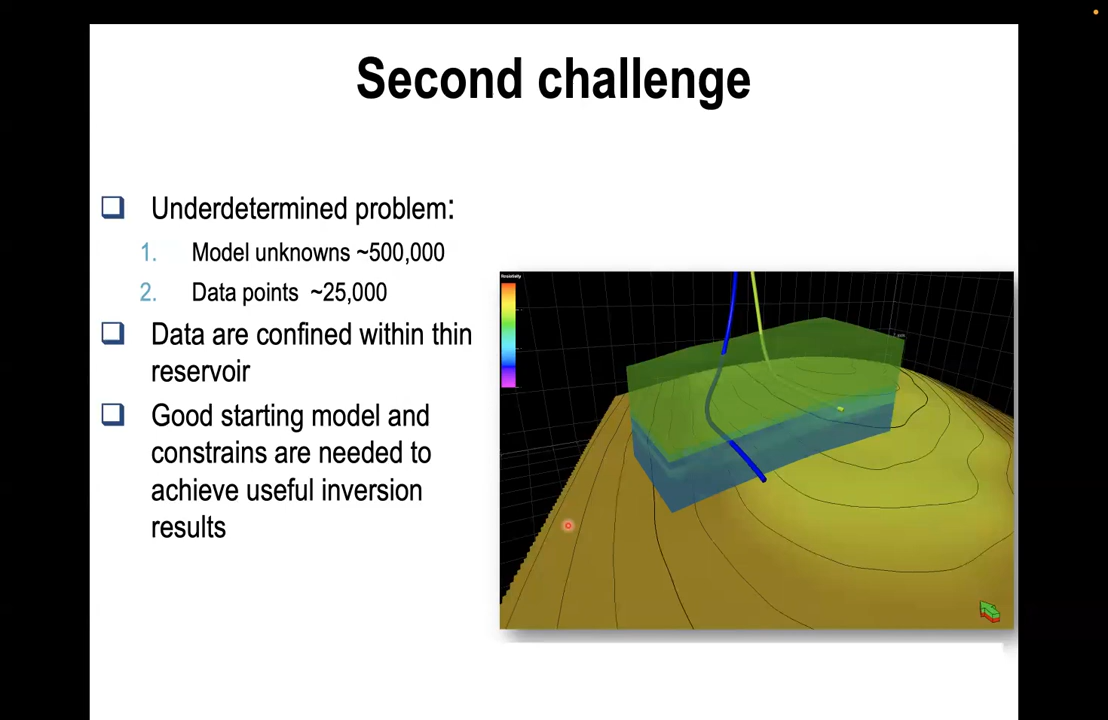 Second challenge
Underdetermined problem:
1. Model unknowns ~500,000
2. Data points ~25,000
Data are confined within thin
reservoir
Good starting model and
constrains are needed to
achieve useful inversion
results
Resistivity